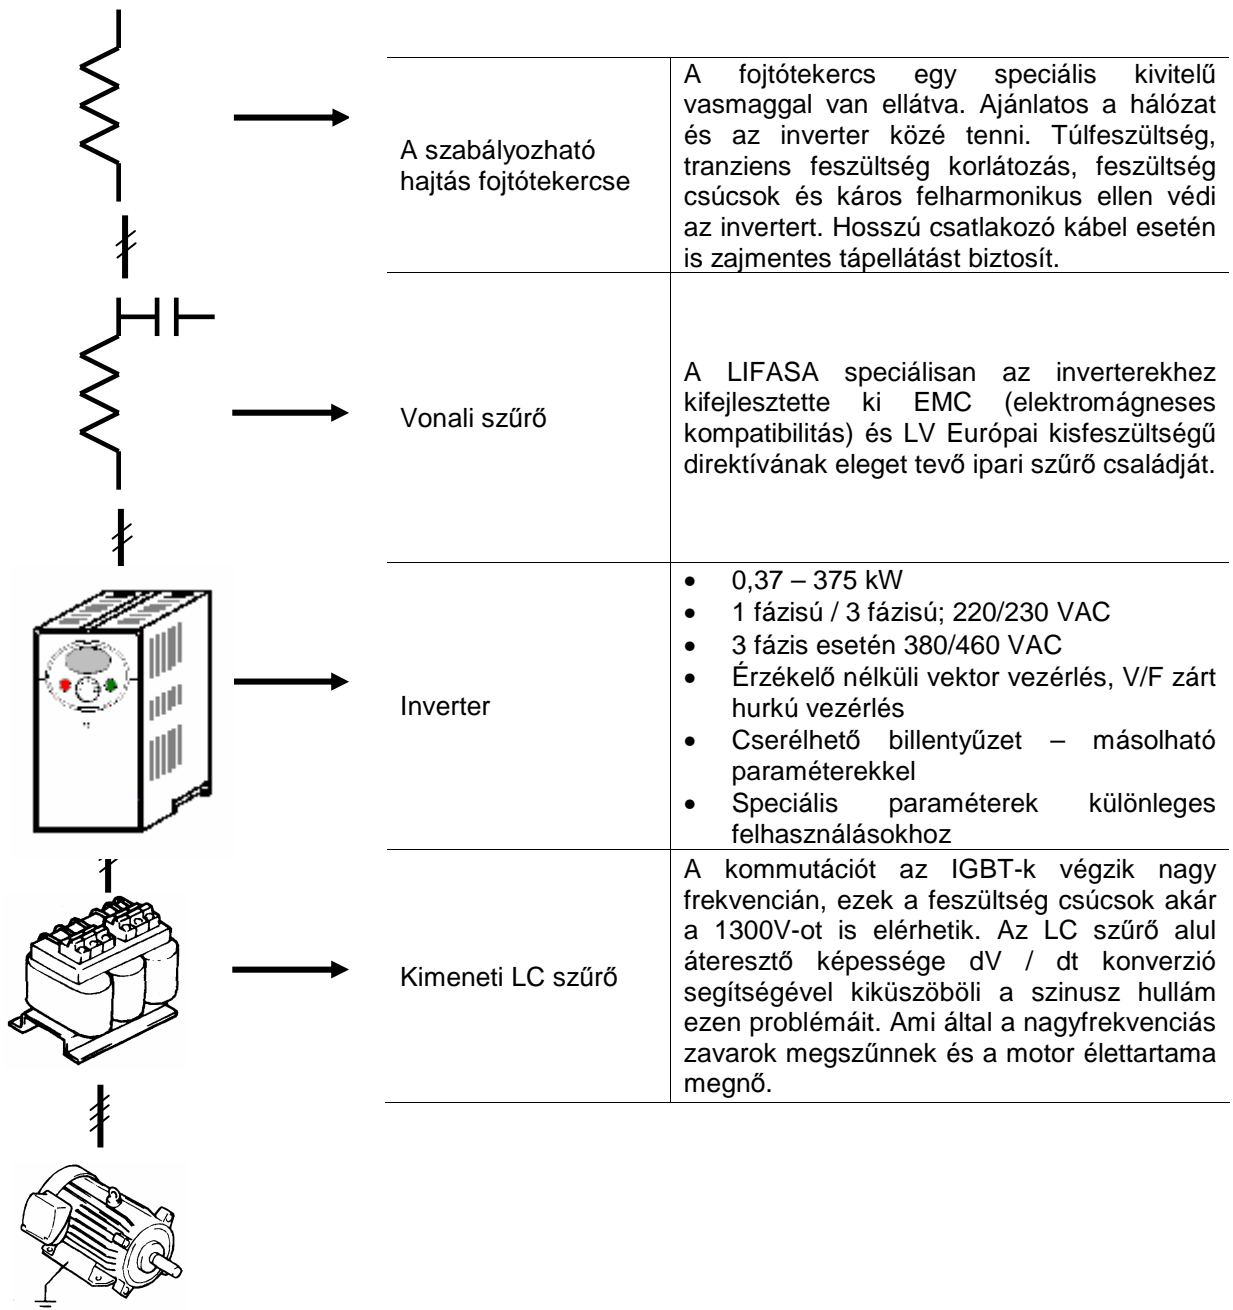 A szabályozható
hajtás fojtótekercse
A fojtótekercs egy speciális kivitelű
vasmaggal van ellátva. Ajánlatos a hálózat
és az inverter közé tenni. Túlfeszültség,
tranziens feszültség korlátozás, feszültség
csúcsok és káros felharmonikus ellen védi
az invertert. Hosszú csatlakozó kábel esetén
is zajmentes tápellátást biztosít.
Vonali szűrő
A LIFASA speciálisan az inverterekhez
kifejlesztette ki EMC (elektromágneses
kompatibilitás) és LV Európai kisfeszültségű
direktívának eleget tevő ipari szűrő családját.
Inverter
• 0,37 – 375 kW
• 1 fázisú / 3 fázisú; 220/230 VAC
• 3 fázis esetén 380/460 VAC
• Érzékelő nélküli vektor vezérlés, V/F zárt
hurkú vezérlés
• Cserélhető billentyűzet – másolható
paraméterekkel
• Speciális paraméterek különleges
felhasználásokhoz
Kimeneti LC szűrő
A kommutációt az IGBT-k végzik nagy
frekvencián, ezek a feszültség csúcsok akár
a 1300V-ot is elérhetik. Az LC szűrő alul
áteresztő képessége dV / dt konverzió
segítségével kiküszöböli a szinusz hullám
ezen problémáit. Ami által a nagyfrekvenciás
zavarok megszűnnek és a motor élettartama
megnő.